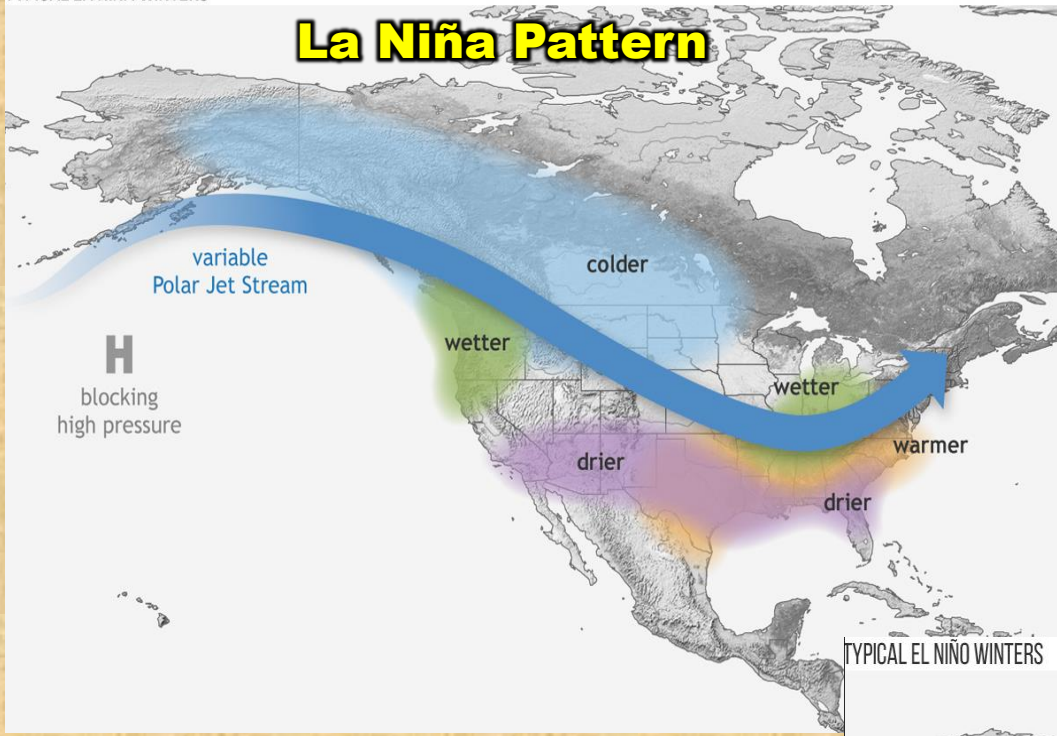 La Niña Pattern
variable
Polar Jet Stream
colder
H
blocking
high pressure
wetter
wetter
warmer
drier
drier
TYPICAL EL NIÑO WINTERS